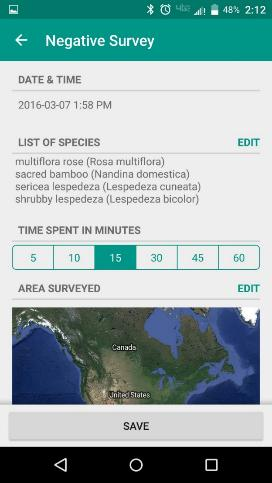 48% 2:12
Negative Survey
DATE & TIME
2016-03-07 1:58 PM
LIST OF SPECIES EDIT
multiflora rose (Rosa multiflora)
sacred bamboo (Nandina domestica)
sericea lespedeza (Lespedeza cuneata)
shrubby lespedeza (Lespedeza bicolor)
TIME SPENT IN MINUTES
5 10 15 30 45 60
AREA SURVEYED EDIT
Canada
United States
SAVE